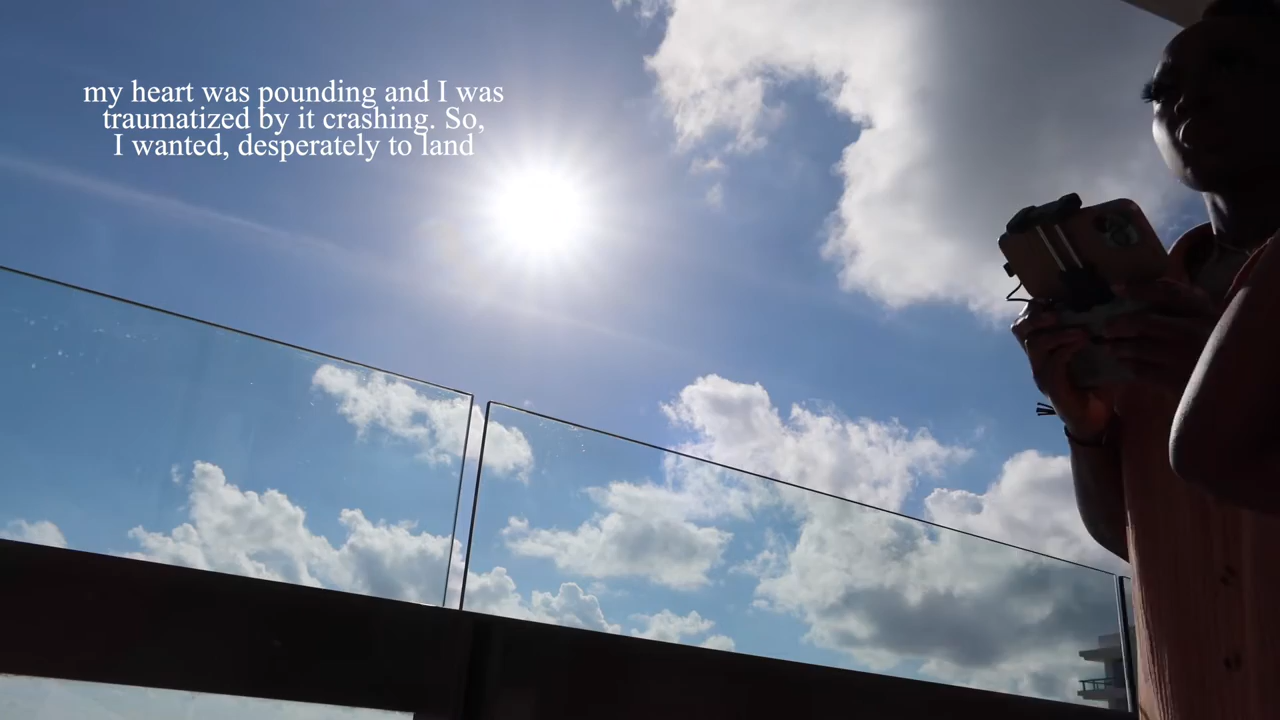 my heart was pounding and I was
traumatized by it crashing. So,
I wanted, desperately to land